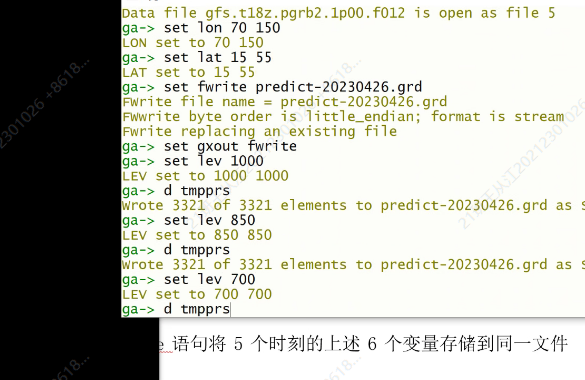 Data file gfs.t18z.pgrb2.1p00.f012 is open as file 5
ga-> set lon 70 150
LON set to 70 150
ga-> set lat 15 55
LAT set to 15 55
ga-> set fwrite predict-20230426.grd
FWrite file name = predict-20230426.grd
FWwrite byte order is little_endian; format is stream
Fwrite replacing an existing file
ga-> set gxout fwrite
ga-> set lev 1000
LEV set to 1000 1000
ga-> d tmpprs
Wrote 3321 of 3321 elements to predict-20230426.grd as
ga-> set lev 850
LEV set to 850 850
ga-> d tmpprs
Wrote 3321 of 3321 elements to predict-20230426.grd as
ga-> set lev 700
LEV set to 700 700
ga-> d tmpprs
语句将 5 个时刻的上述 6 个变量存储到同一文件